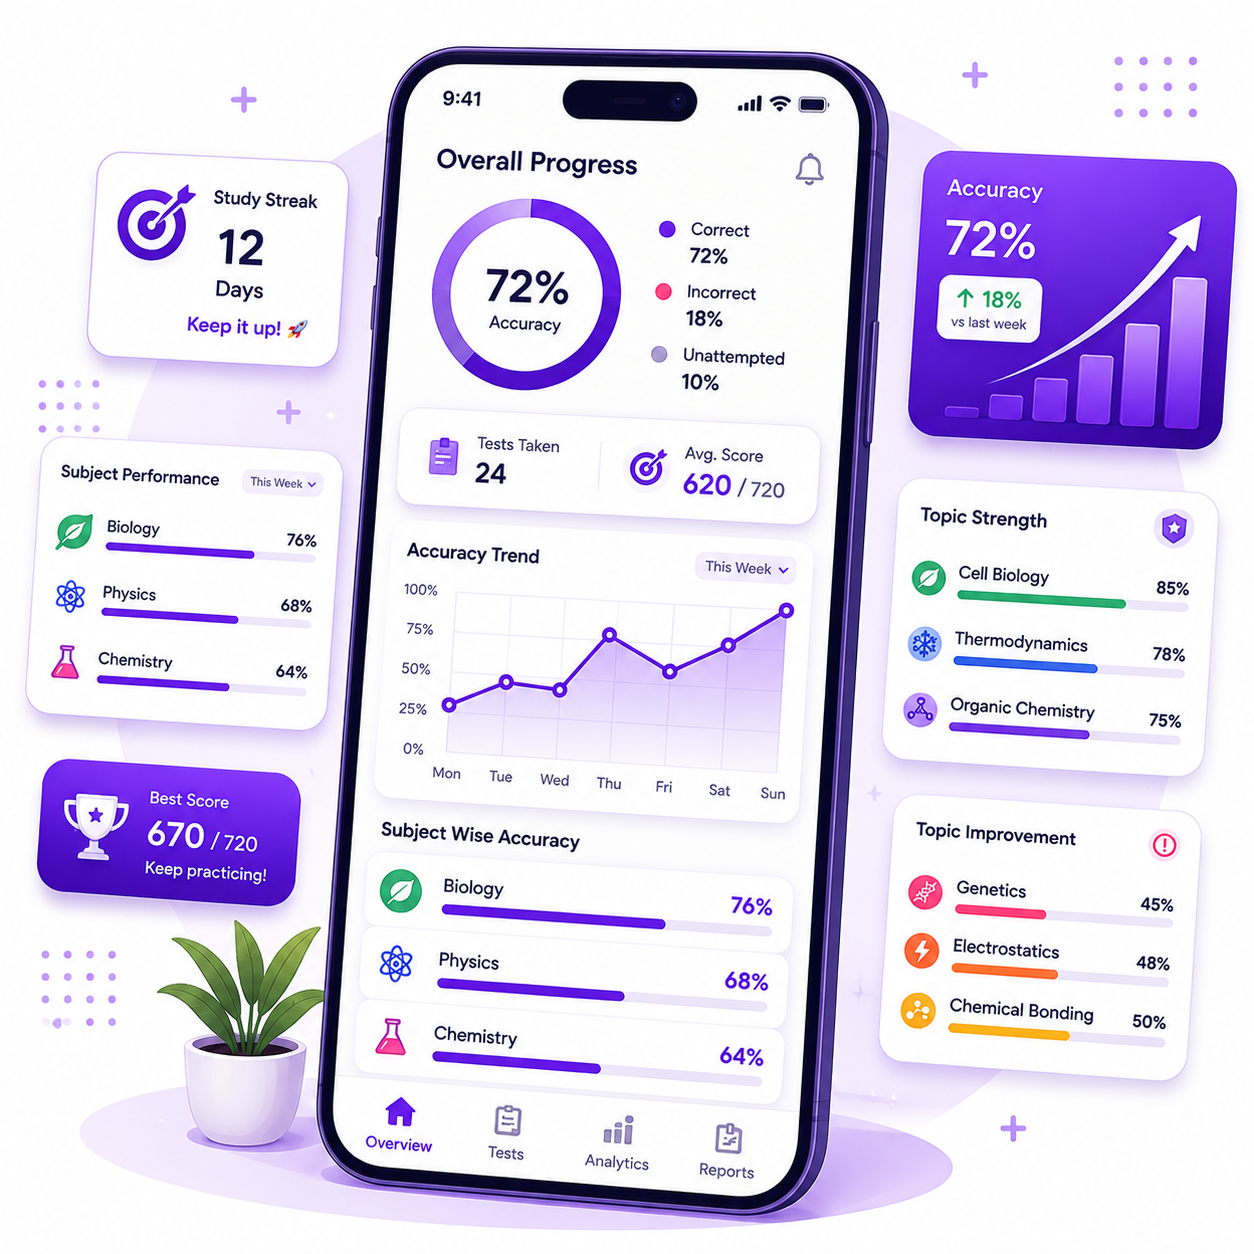 9:41
Overall Progress
72%
Accuracy
Correct
72%
Incorrect
18%
Unattempted
10%
Tests Taken
24
Avg. Score
620 / 720
Accuracy Trend
This Week
100%
75%
50%
25%
0%
Mon Tue Wed Thu Fri Sat Sun
Subject Wise Accuracy
Biology 76%
Physics 68%
Chemistry 64%
Overview Tests Analytics Reports
Study Streak
12
Days
Keep it up!
Subject Performance
This Week
Biology 76%
Physics 68%
Chemistry 64%
Best Score
670 / 720
Keep practicing!
Accuracy
72%
↑ 18%
vs last week
Topic Strength
Cell Biology 85%
Thermodynamics 78%
Organic Chemistry 75%
Topic Improvement
Genetics 45%
Electrostatics 48%
Chemical Bonding 50%